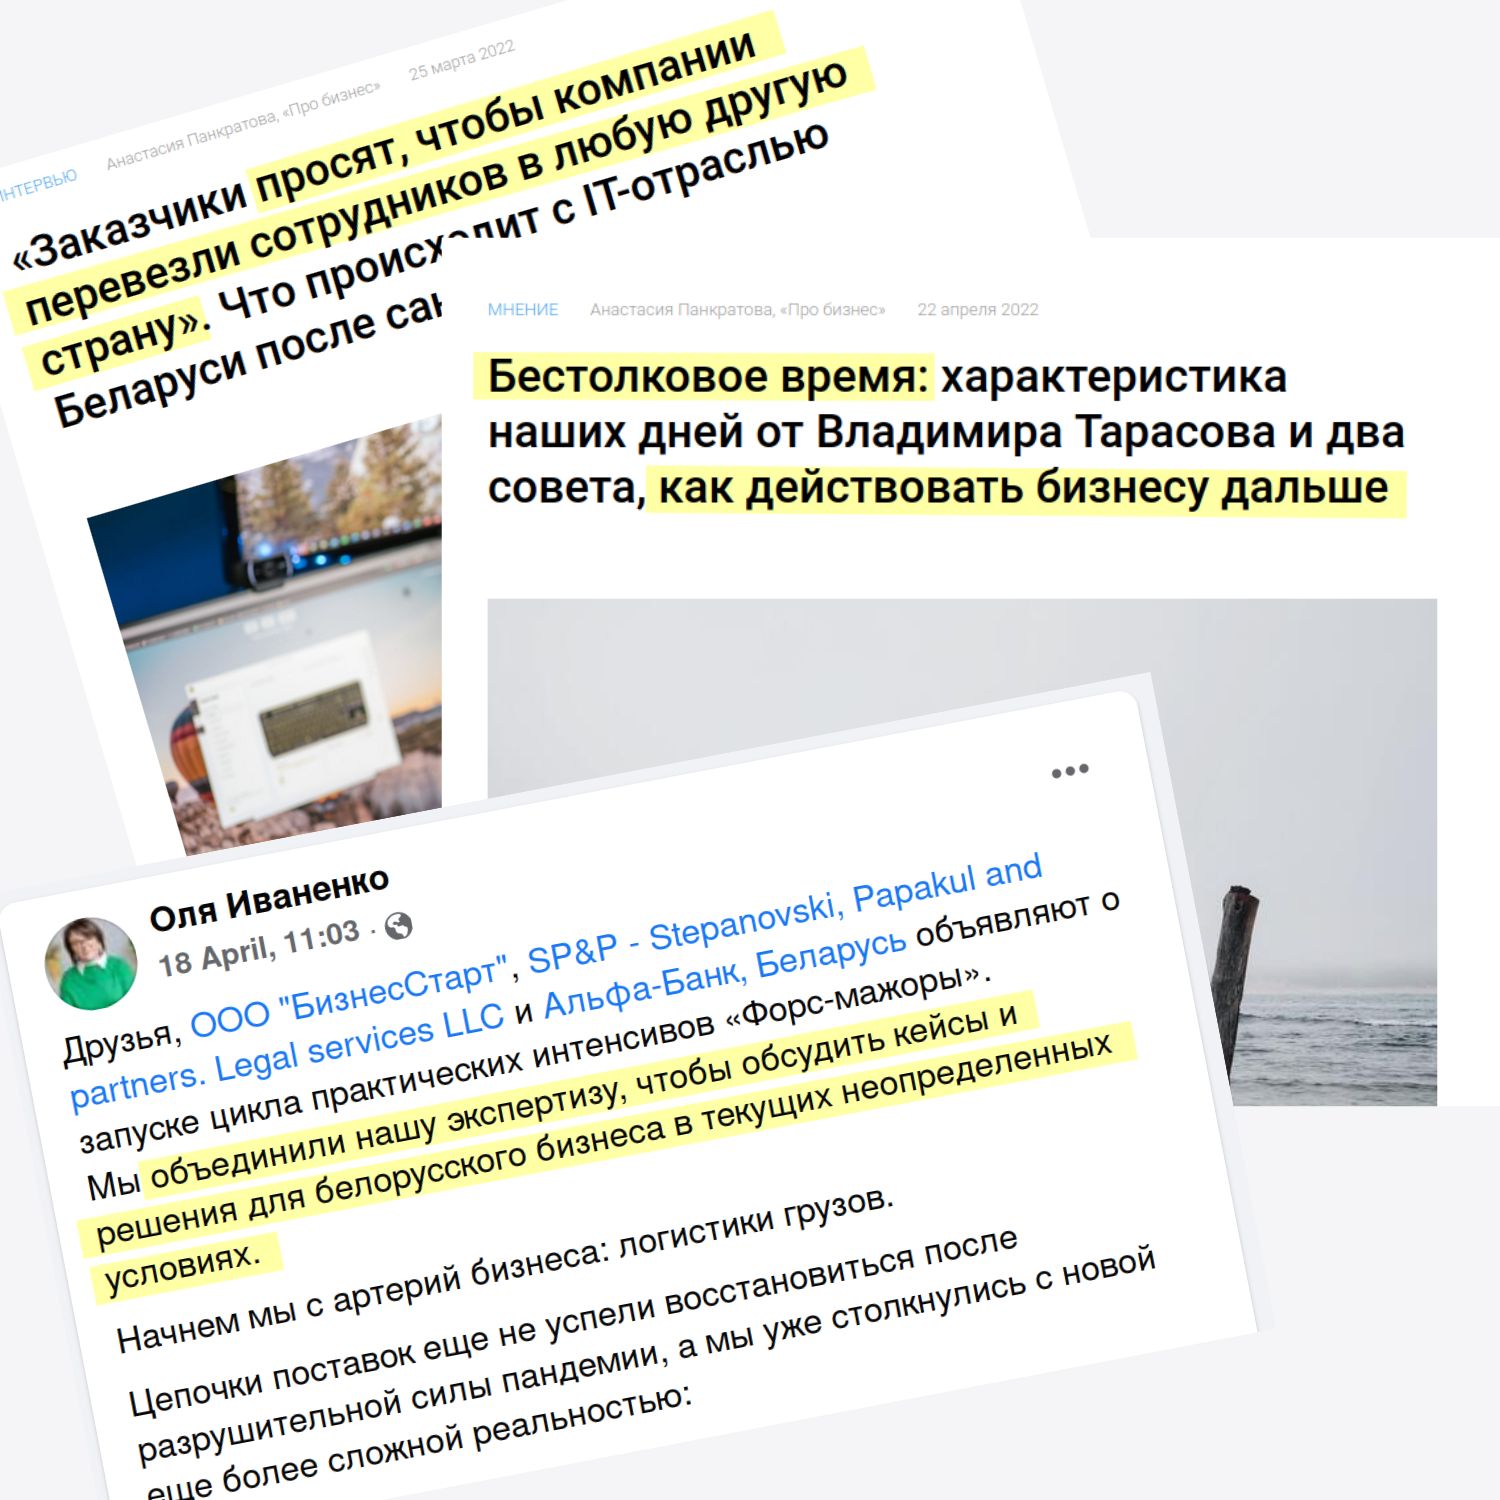 ИНТЕРВЬЮ Анастасия Панкратова, «Про бизнес» 25 марта 2022
«Заказчики просят, чтобы компании
перевезли сотрудников в любую другую
страну». Что происходит с IT-отраслью
Беларуси после
МНЕНИЕ Анастасия Панкратова, «Про бизнес» 22 апреля 2022
Бестолковое время: характеристика
наших дней от Владимира Тарасова и два
совета, как действовать бизнесу дальше
Оля Иваненко
18 April, 11:03 ·
Друзья, ООО "БизнесСтарт", SP&P - Stepanovski, Papakul and
partners. Legal services LLC и Альфа-Банк, Беларусь объявляют о
запуске цикла практических интенсивов «Форс-мажоры».
Мы объединили нашу экспертизу, чтобы обсудить кейсы и
решения для белорусского бизнеса в текущих неопределенных
условиях.
Начнем мы с артерий бизнеса: логистики грузов.
Цепочки поставок еще не успели восстановиться после
разрушительной силы пандемии, а мы уже столкнулись с новой
еще более сложной реальностью: